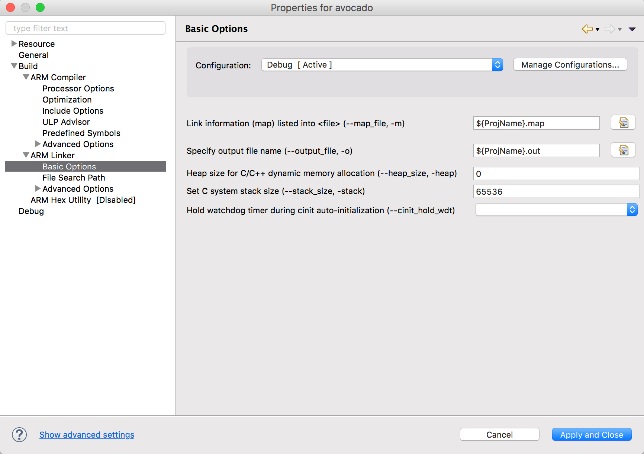 Properties for avocado
type filter text
Resource
General
Build
ARM Compiler
Processor Options
Optimization
Include Options
ULP Advisor
Predefined Symbols
Advanced Options
ARM Linker
Basic Options
File Search Path
Advanced Options
ARM Hex Utility [Disabled]
Debug
Basic Options
Configuration: Debug [ Active ] Manage Configurations...
Link information (map) listed into <file> (--map_file, -m) ${ProjName}.map
Specify output file name (--output_file, -o) ${ProjName}.out
Heap size for C/C++ dynamic memory allocation (--heap_size, -heap) 0
Set C system stack size (--stack_size, -stack) 65536
Hold watchdog timer during cinit auto-initialization (--cinit_hold_wdt)
? Show advanced settings Cancel Apply and Close